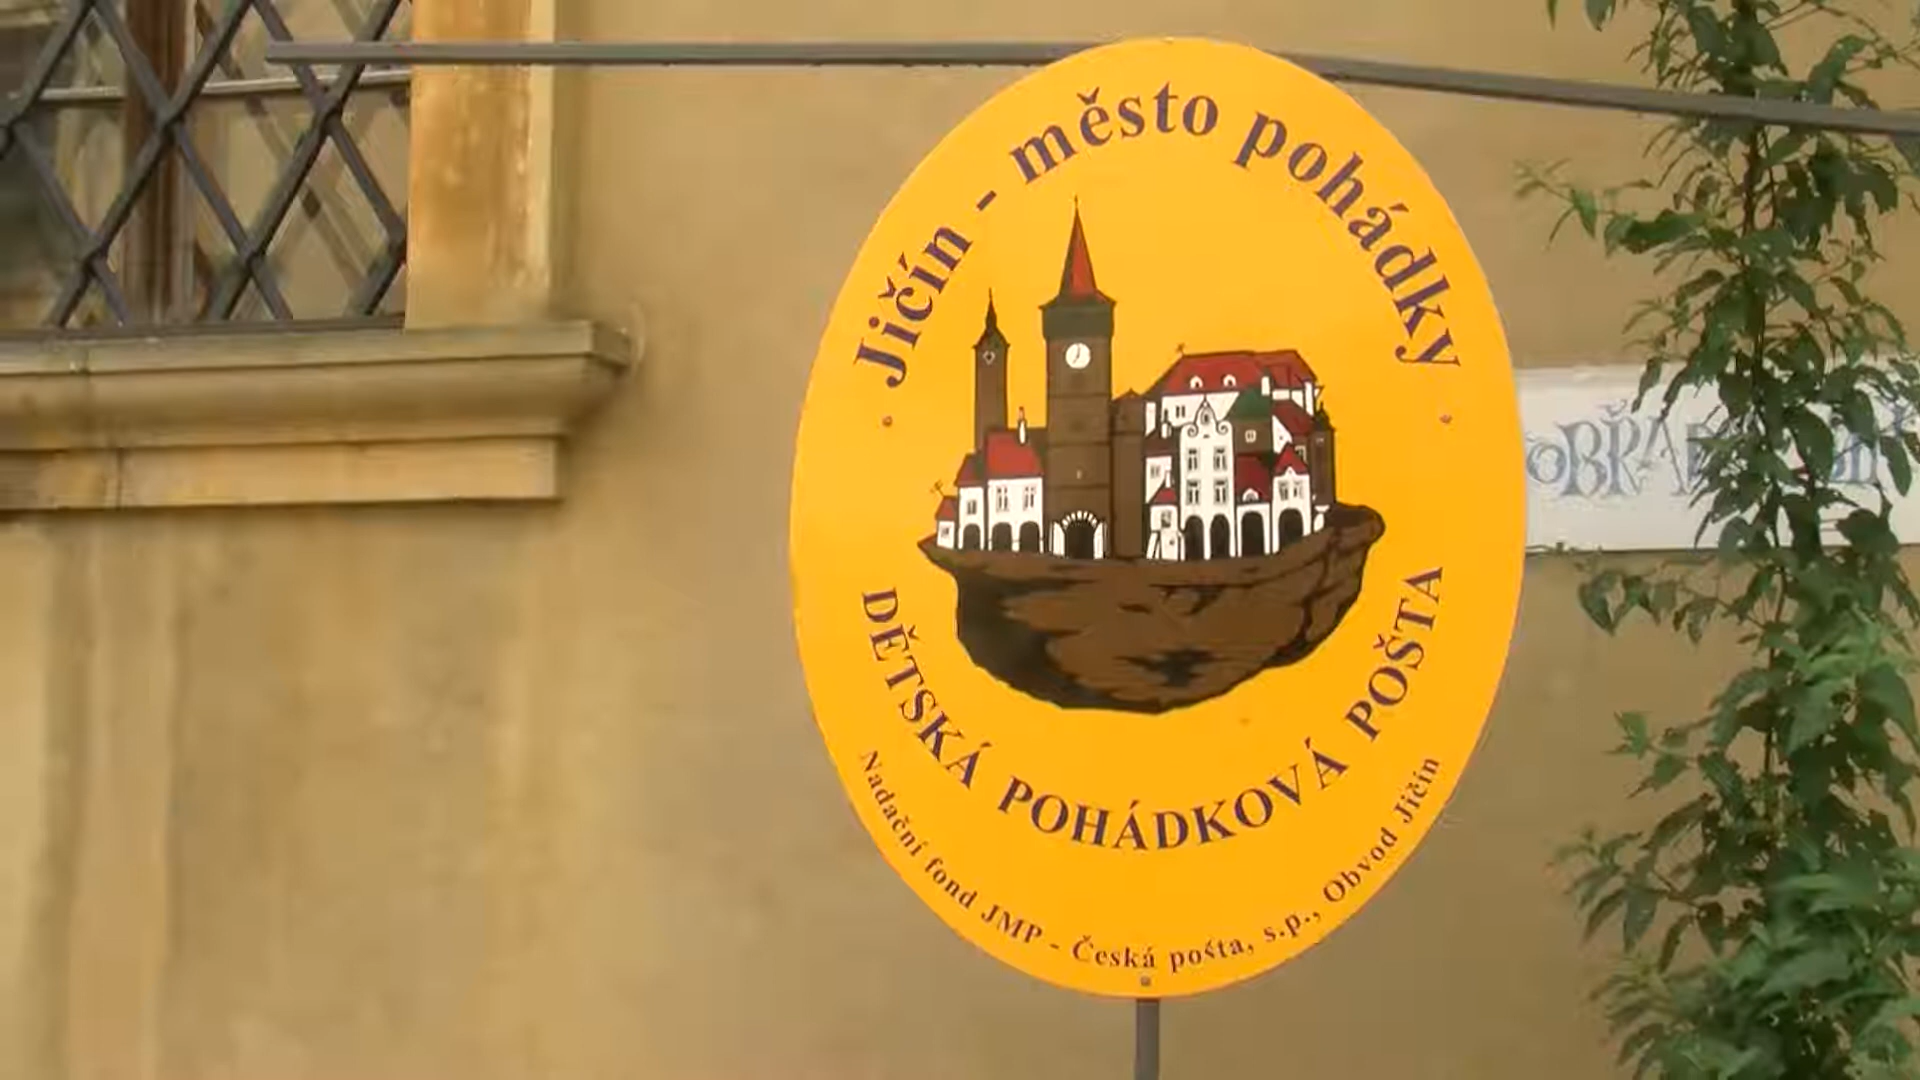 Jičín - město pohádky
DĚTSKÁ POHÁDKOVÁ POŠTA
Nadační fond JMP - Česká pošta, s.p., Obvod Jičín